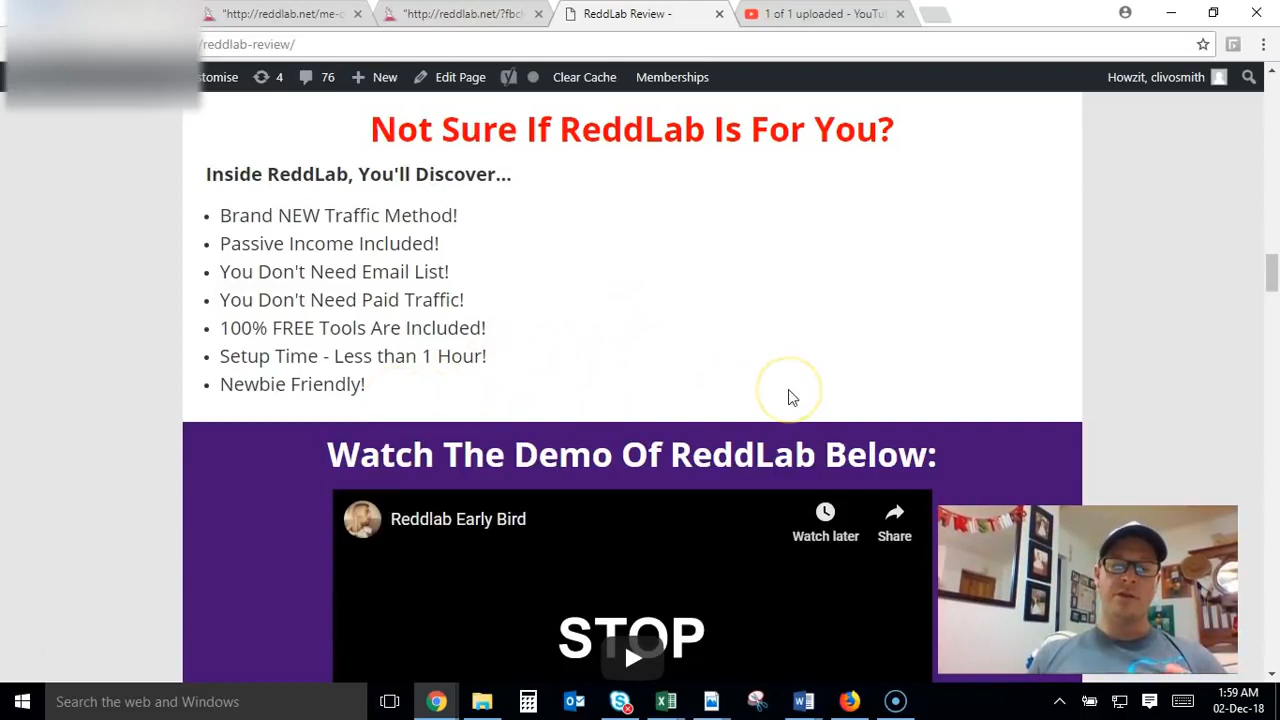 "http://reddlab.net/me-
"http://reddlab.net/?fbcl
ReddLab Review -
1 of 1 uploaded - YouTu
/reddlab-review/
stomise
4
76
New
Edit Page
Clear Cache
Memberships
Howzit, clivosmith
Not Sure If ReddLab Is For You?
Inside ReddLab, You'll Discover...
• Brand NEW Traffic Method!
• Passive Income Included!
• You Don't Need Email List!
• You Don't Need Paid Traffic!
• 100% FREE Tools Are Included!
• Setup Time - Less than 1 Hour!
• Newbie Friendly!
Watch The Demo Of ReddLab Below:
Reddlab Early Bird
Watch later
Share
STOP
Search the web and Windows
1:59 AM
02-Dec-18